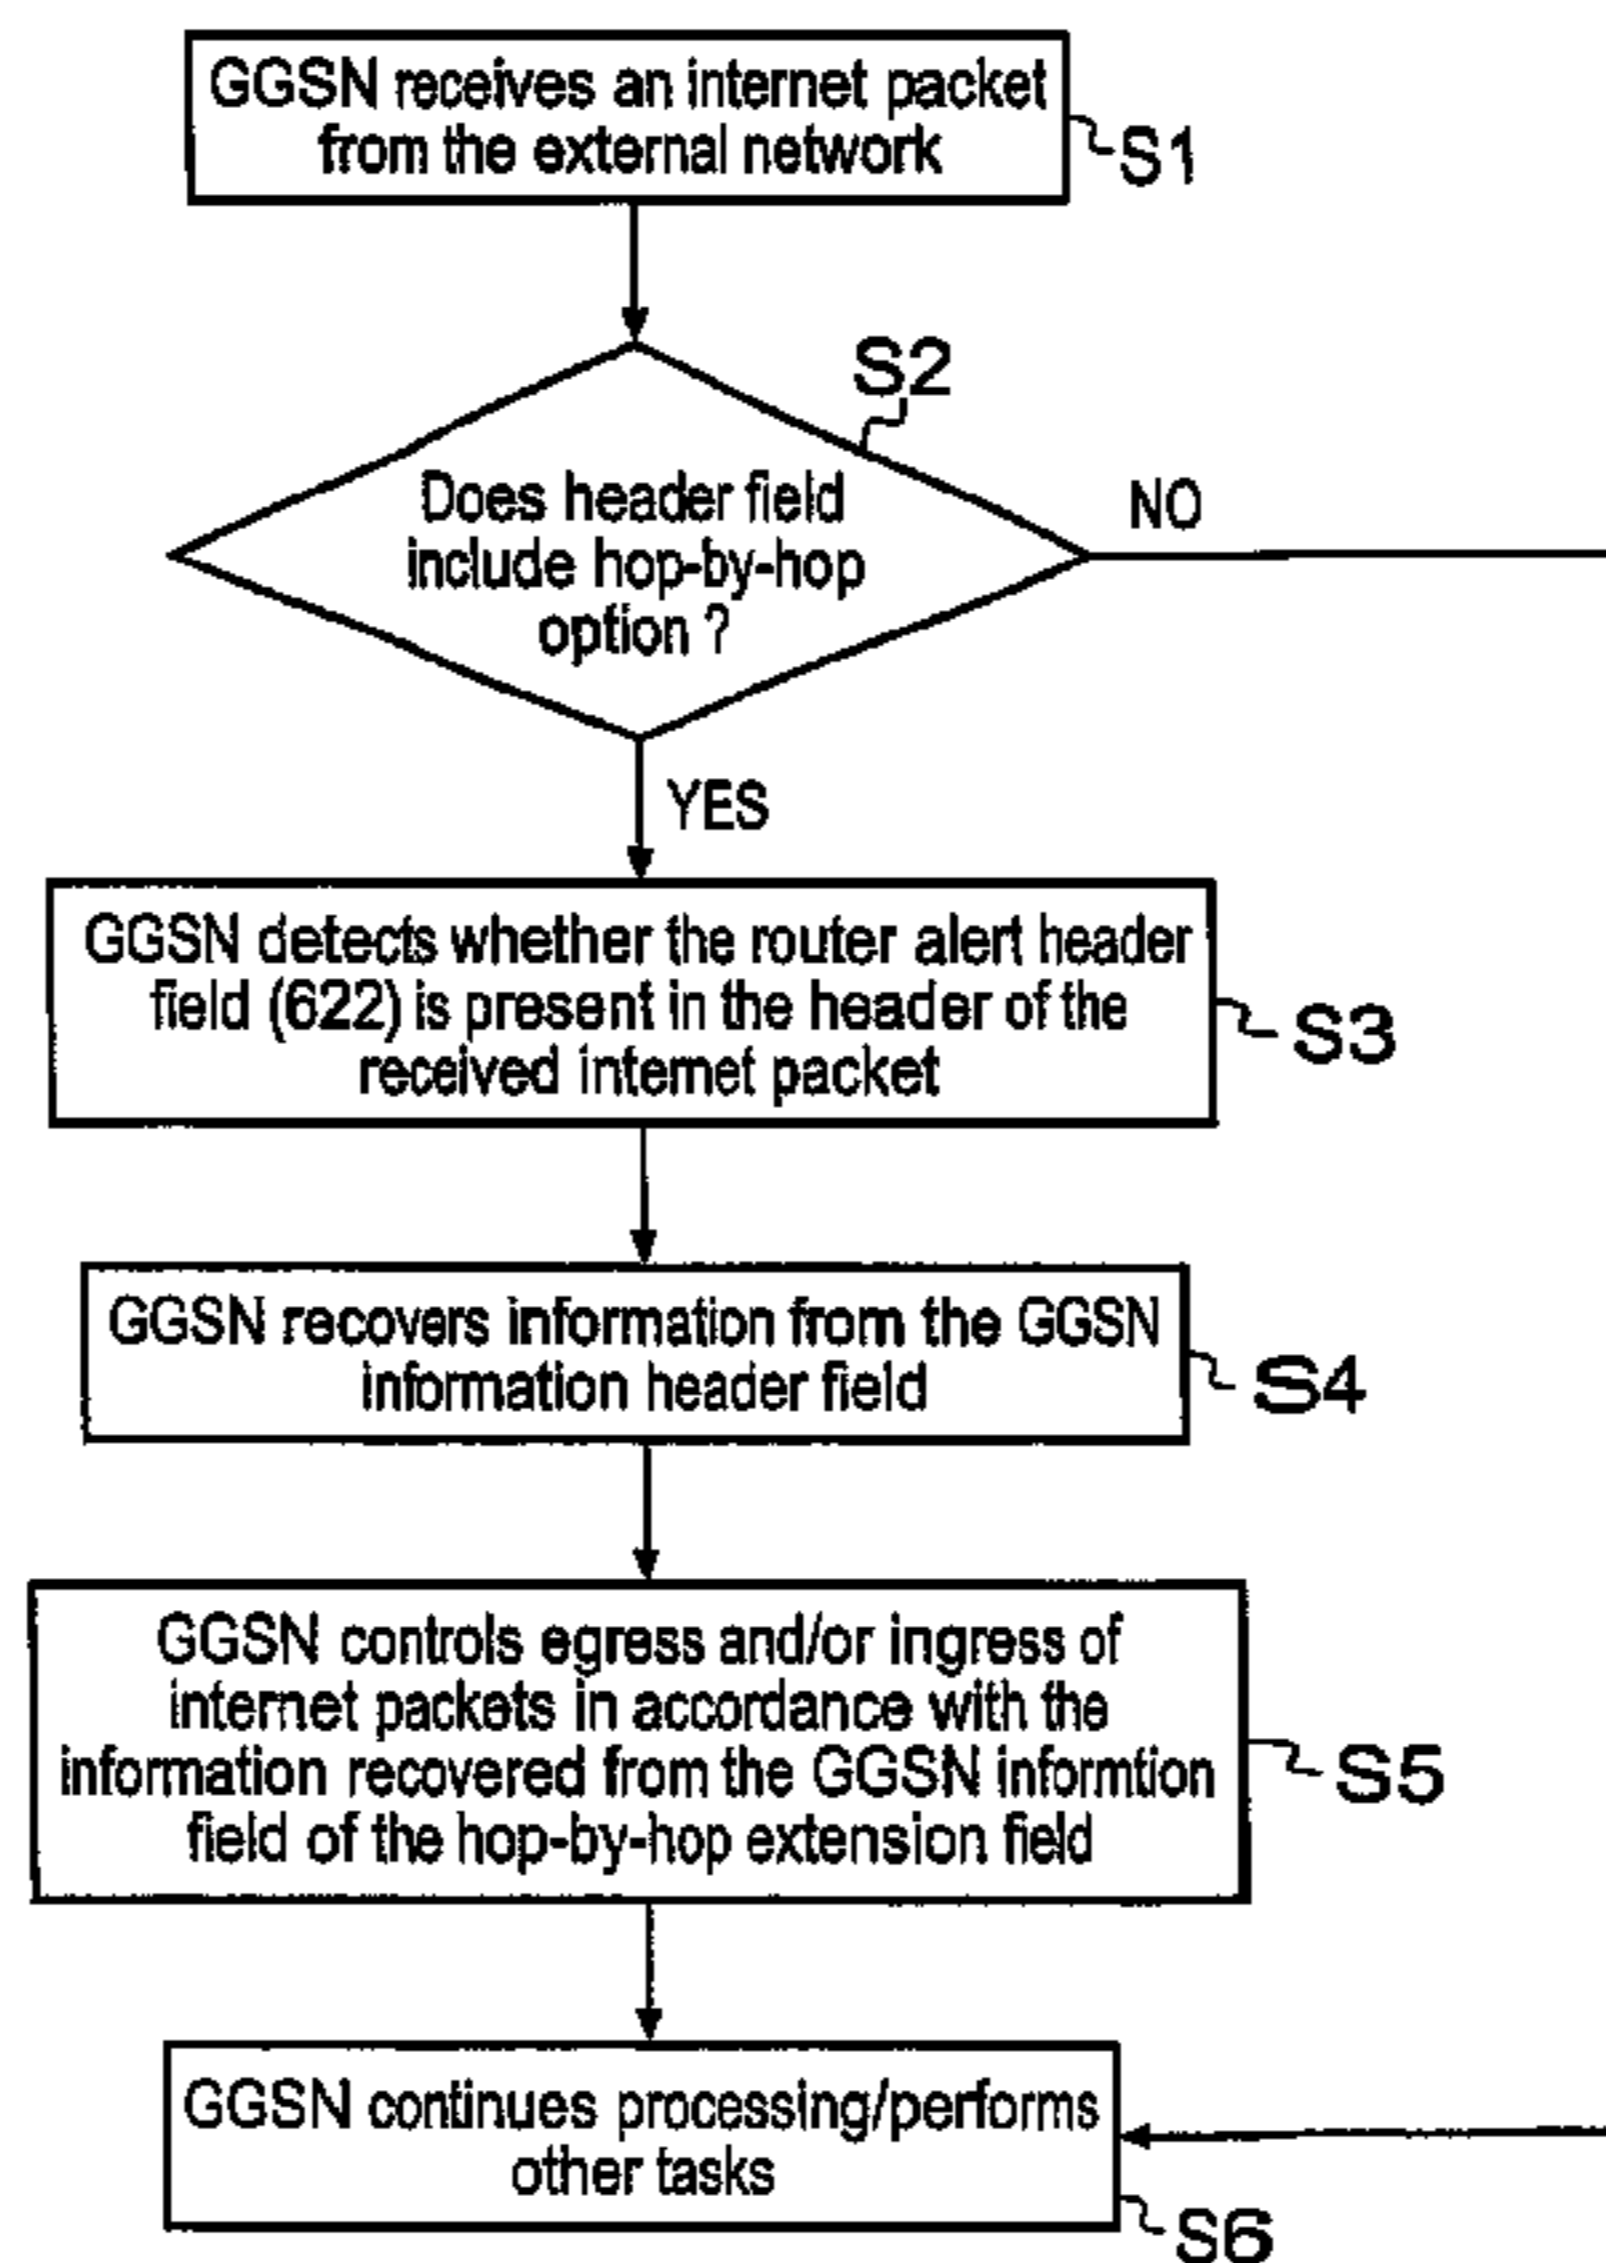 GGSN receives an internet packet
from the external network
S1
S2
Does header field
include hop-by-hop
option ?
NO
YES
GGSN detects whether the router alert header
field (622) is present in the header of the
received internet packet
S3
GGSN recovers information from the GGSN
information header field
S4
GGSN controls egress and/or ingress of
internet packets in accordance with the
information recovered from the GGSN informtion
field of the hop-by-hop extension field
S5
GGSN continues processing/performs
other tasks
S6